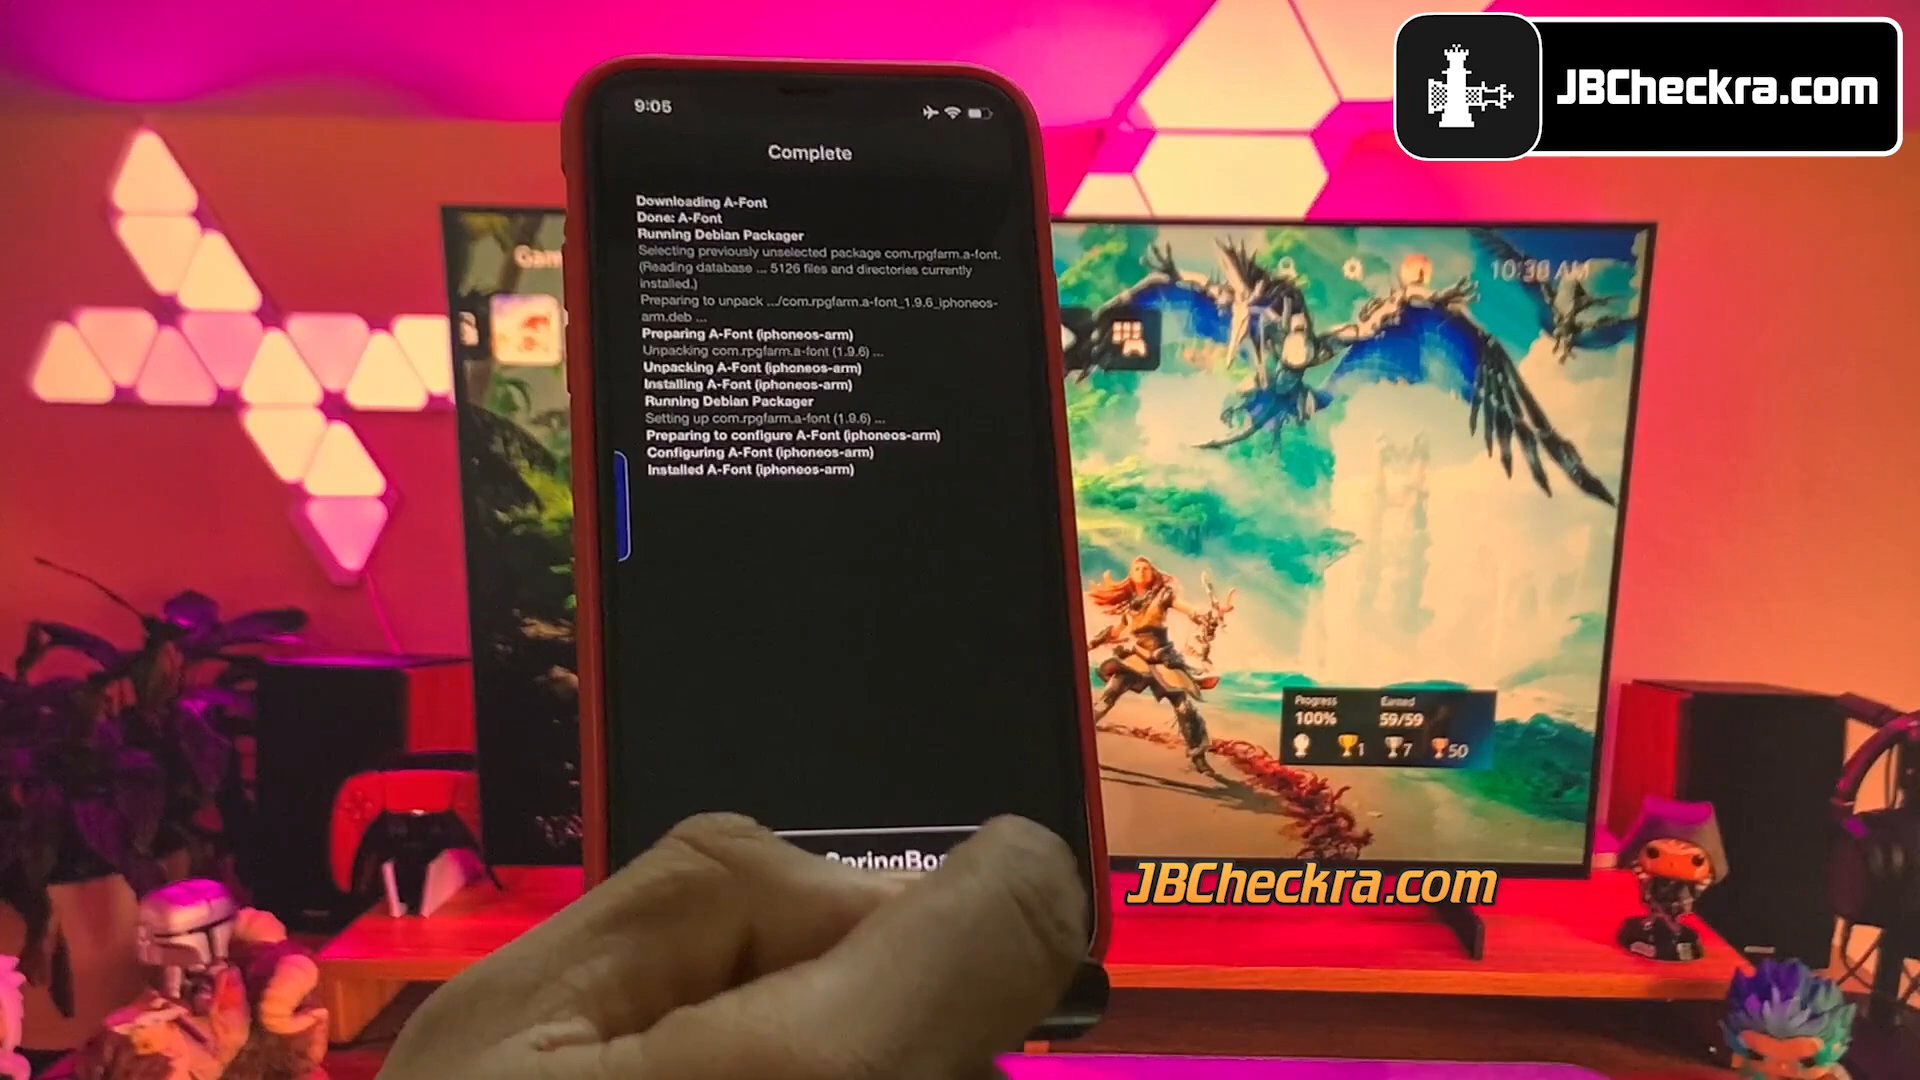 JBCheckra.com
9:05
Complete
Downloading A-Font
Done: A-Font
Running Debian Packager
Selecting previously unselected package com.rpgfarm.a-font.
(Reading database ... 5126 files and directories currently
installed.)
Preparing to unpack .../com.rpgfarm.a-font_1.9.6_iphoneos-
arm.deb ...
Preparing A-Font (iphoneos-arm)
Unpacking com.rpgfarm.a-font (1.9.6) ...
Unpacking A-Font (iphoneos-arm)
Installing A-Font (iphoneos-arm)
Running Debian Packager
Setting up com.rpgfarm.a-font (1.9.6) ...
Preparing to configure A-Font (iphoneos-arm)
Configuring A-Font (iphoneos-arm)
Installed A-Font (iphoneos-arm)
10:38 AM
Progress Earned
100% 59/59
1 7 50
JBCheckra.com